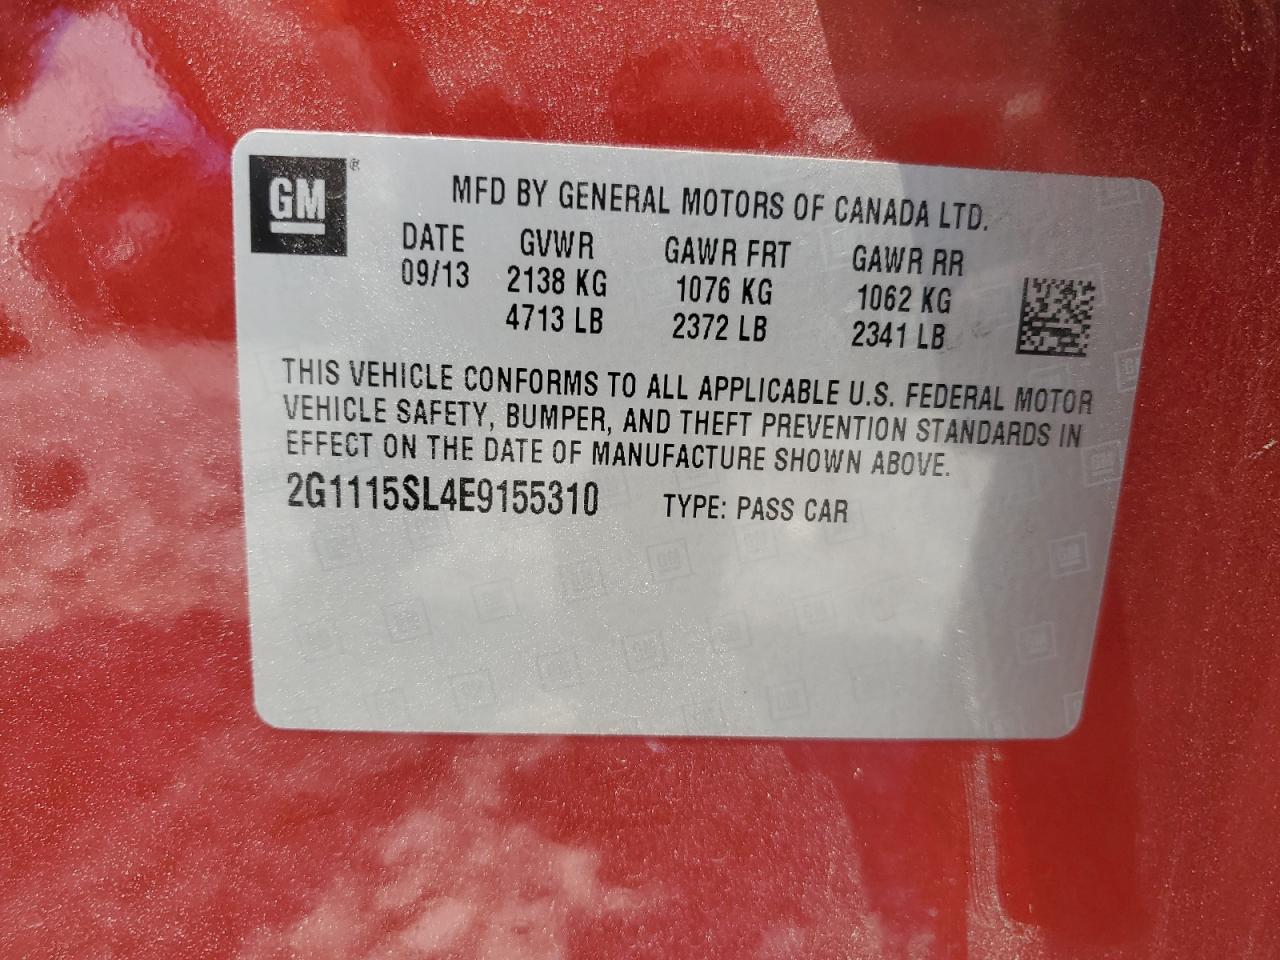 GM®
MFD BY GENERAL MOTORS OF CANADA LTD.
DATE GVWR GAWR FRT GAWR RR
09/13 2138 KG 1076 KG 1062 KG
4713 LB 2372 LB 2341 LB
THIS VEHICLE CONFORMS TO ALL APPLICABLE U.S. FEDERAL MOTOR
VEHICLE SAFETY, BUMPER, AND THEFT PREVENTION STANDARDS IN
EFFECT ON THE DATE OF MANUFACTURE SHOWN ABOVE.
2G1115SL4E9155310 TYPE: PASS CAR